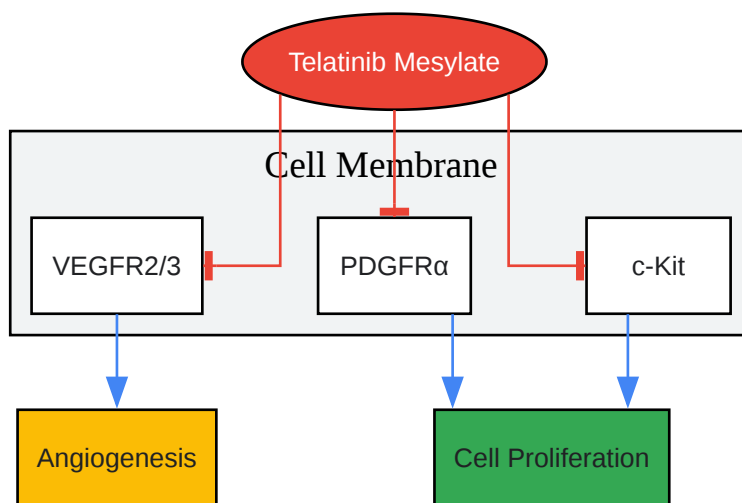 Telatinib Mesylate
Cell Membrane
VEGFR2/3
PDGFRα
c-Kit
Angiogenesis
Cell Proliferation